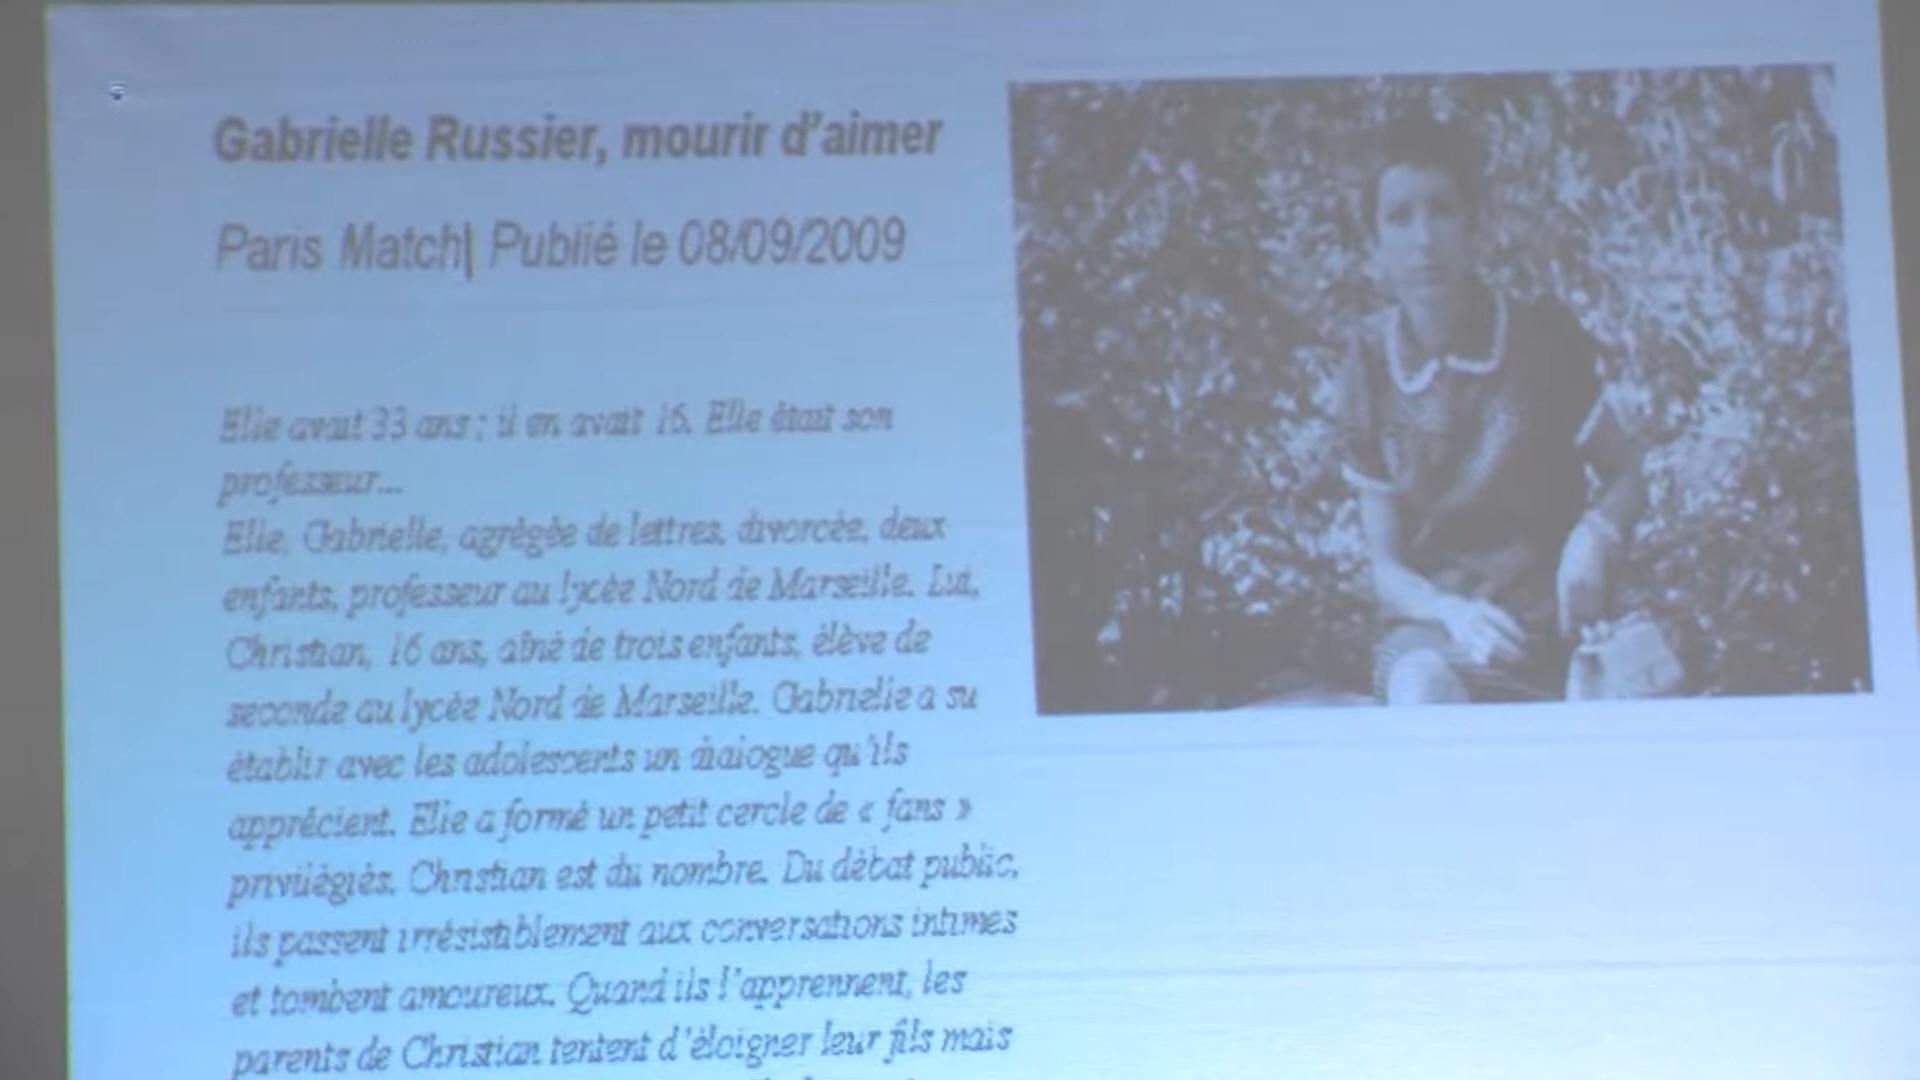 Gabrielle Russier, mourir d'aimer
Paris Match| Publié le 08/09/2009
Elle avait 33 ans ; il en avait 16. Elle était son
professeur...
Elle, Gabrielle, agrégée de lettres, divorcée, deux
enfants, professeur au lycée Nord de Marseille. Lui,
Christian, 16 ans, aîné de trois enfants, élève de
seconde au lycée Nord de Marseille. Gabrielle a su
établir avec les adolescents un dialogue qu'ils
apprécient. Elle a formé un petit cercle de « fans »
privilégiés. Christian est du nombre. Du débat public,
ils passent irrésistiblement aux conversations intimes
et tombent amoureux. Quand ils l'apprennent, les
parents de Christian tentent d'éloigner leur fils mais